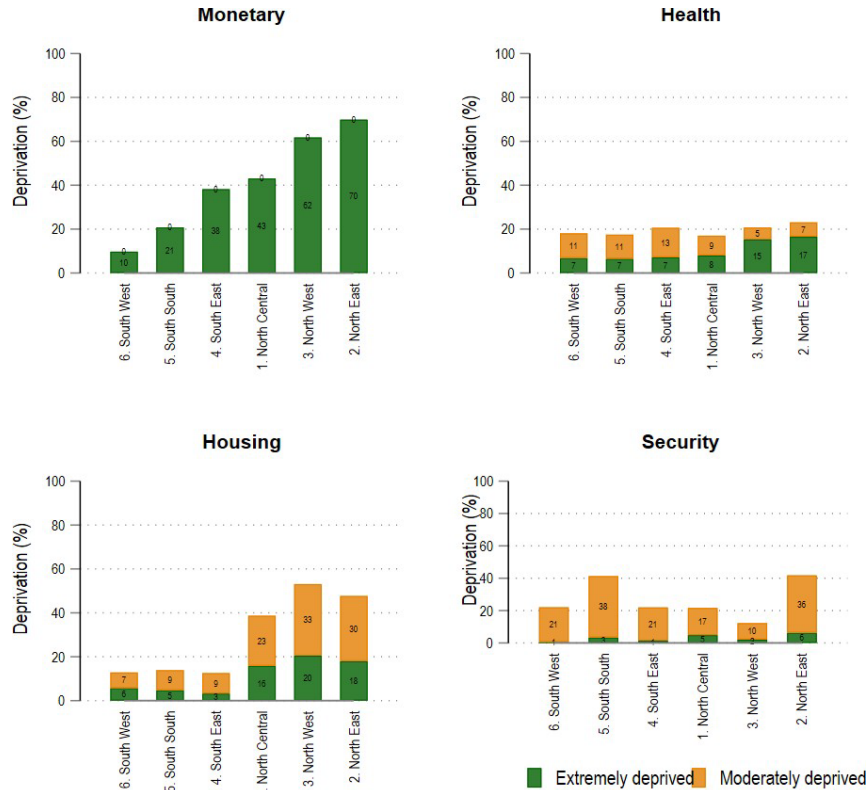 Monetary
Deprivation (%)
100
80
60
40
20
0
0 0 0 0 0 0
10 21 38 43 62 70
6. South West
5. South South
4. South East
1. North Central
3. North West
2. North East
Health
Deprivation (%)
100
80
60
40
20
0
11 11 13 9 5 7
7 7 7 8 15 17
6. South West
5. South South
4. South East
1. North Central
3. North West
2. North East
Housing
Deprivation (%)
100
80
60
40
20
0
7 9 9 23 33 30
6 5 3 16 20 18
6. South West
5. South South
4. South East
. North Central
3. North West
2. North East
Security
Deprivation (%)
100
80
60
40
20
0
21 38 21 17 10 36
1 3 1 5 6
6. South West
5. South South
4. South East
1. North Central
3. North West
2. North East
Extremely deprived Moderately deprived